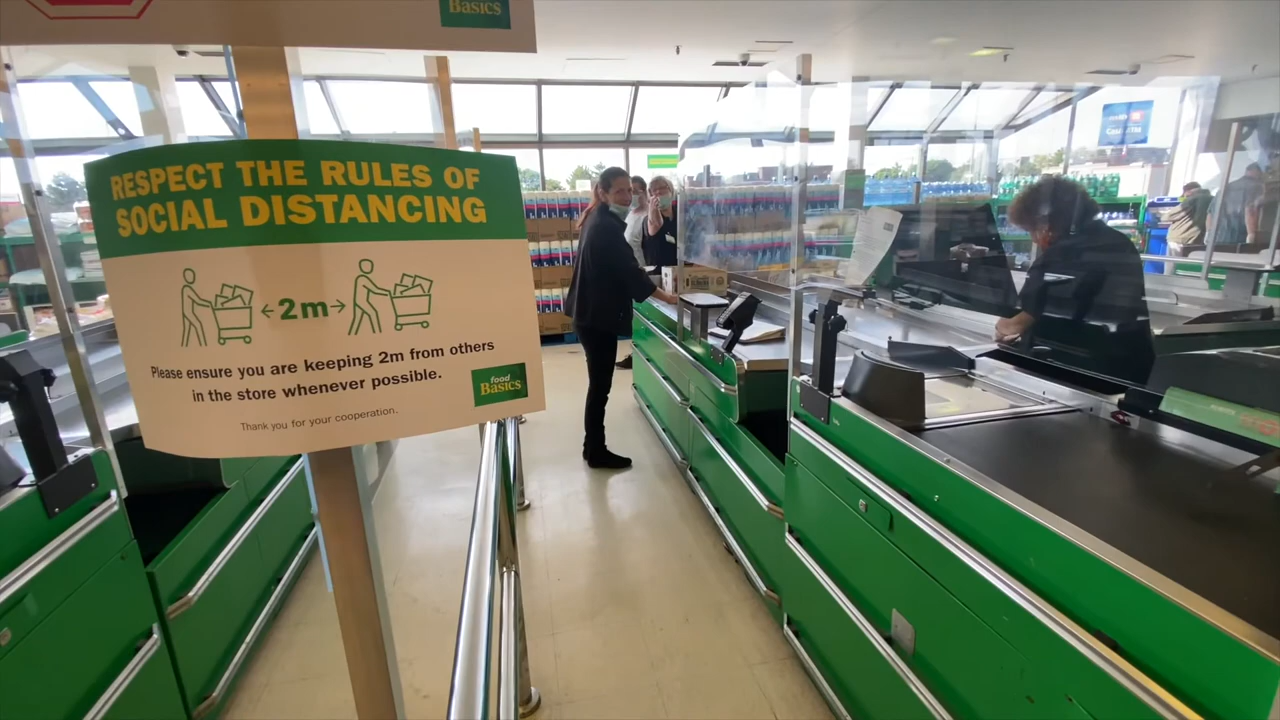 Basics
RESPECT THE RULES OF
SOCIAL DISTANCING
2m
Please ensure you are keeping 2m from others
in the store whenever possible.
food
Basics
Thank you for your cooperation.